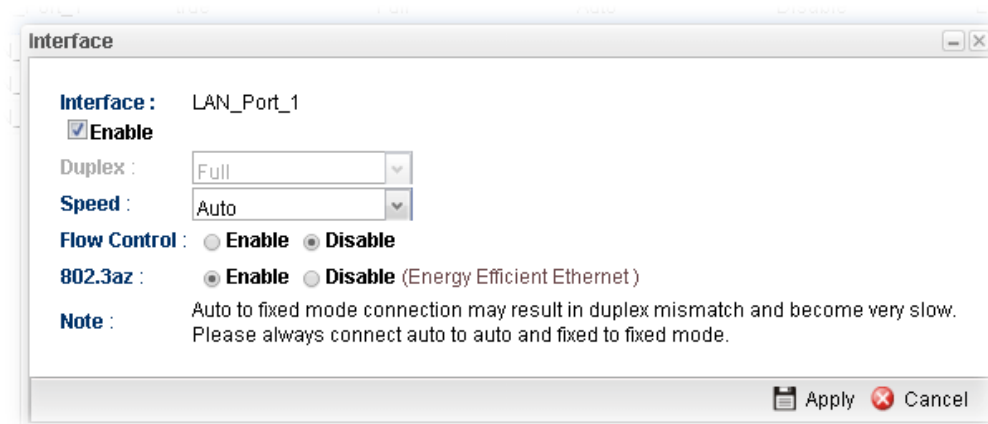 Interface
Interface : LAN_Port_1
Enable
Duplex : Full
Speed : Auto
Flow Control : Enable Disable
802.3az : Enable Disable (Energy Efficient Ethernet )
Note : Auto to fixed mode connection may result in duplex mismatch and become very slow.
Please always connect auto to auto and fixed to fixed mode.
Apply Cancel